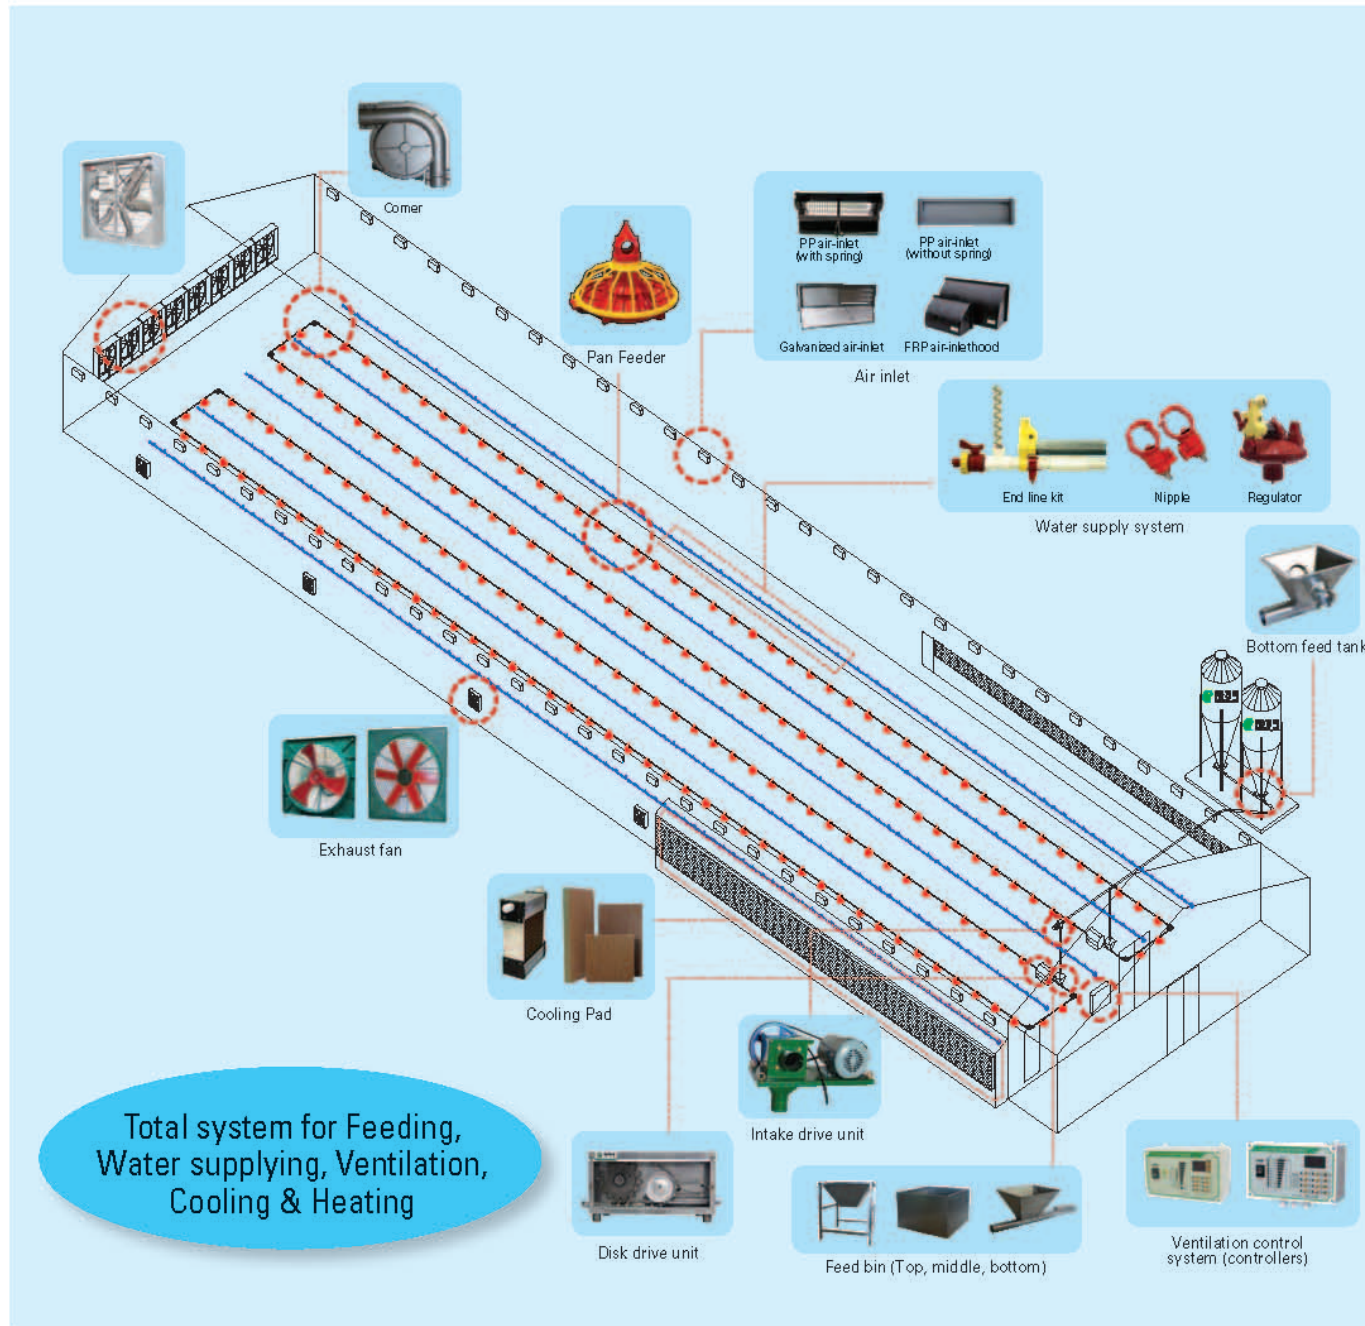 Corner
PP air-inlet
(with spring)
PP air-inlet
(without spring)
Galvanized air-inlet
FRP air-inlethood
Air inlet
Pan Feeder
End line kit
Nipple
Regulator
Water supply system
Bottom feed tank
Exhaust fan
Cooling Pad
Intake drive unit
Disk drive unit
Feed bin (Top, middle, bottom)
Ventilation control
system (controllers)
Total system for Feeding,
Water supplying, Ventilation,
Cooling & Heating